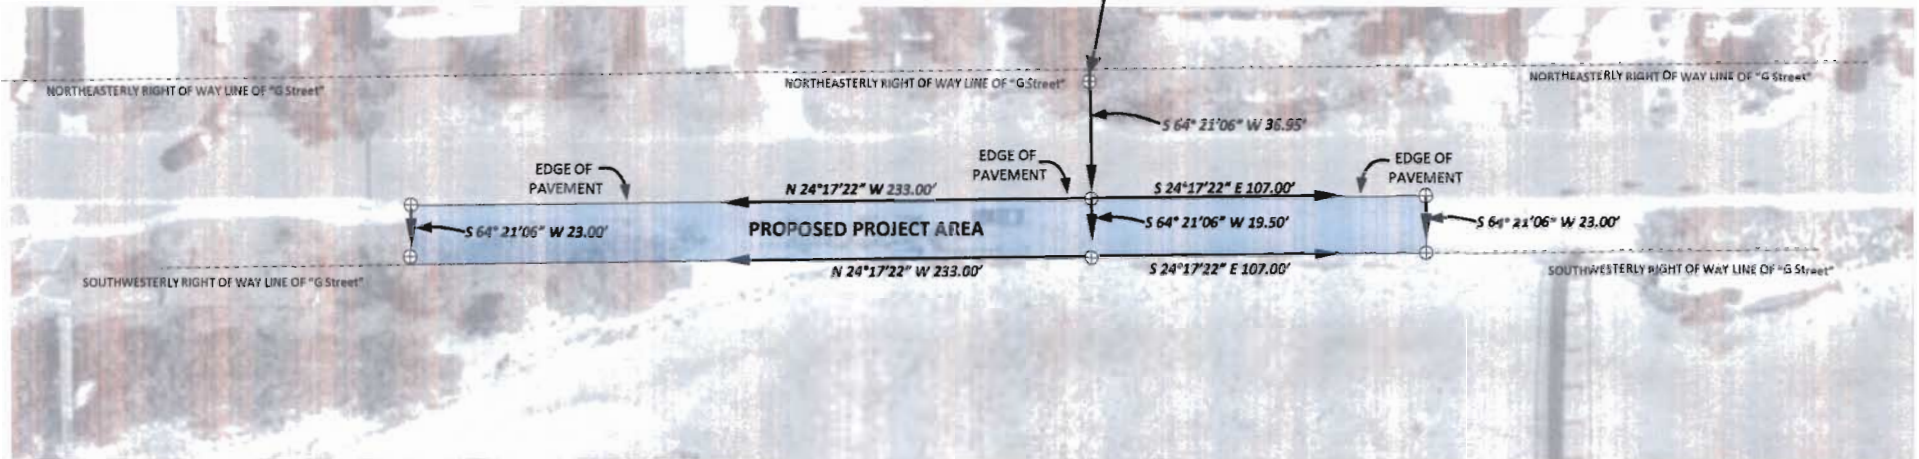 NORTHEASTERLY RIGHT OF WAY LINE OF "G Street"
NORTHEASTERLY RIGHT OF WAY LINE OF "G Street"
NORTHEASTERLY RIGHT OF WAY LINE OF "G Street"
S 64° 21'06" W 36.95'
EDGE OF
PAVEMENT
EDGE OF
PAVEMENT
EDGE OF
PAVEMENT
N 24°17'22" W 233.00'
S 24°17'22" E 107.00'
S 64° 21'06" W 23.00'
PROPOSED PROJECT AREA
S 64° 21'06" W 19.50'
S 64° 21'06" W 23.00'
N 24°17'22" W 233.00'
S 24°17'22" E 107.00'
SOUTHWESTERLY RIGHT OF WAY LINE OF "G Street"
SOUTHWESTERLY RIGHT OF WAY LINE OF "G Street"